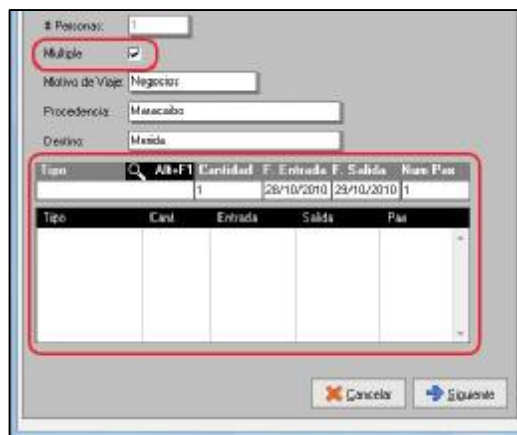 # Personas: 1
Multiple
Motivo de Viaje: Negocios
Procedencia: Maracaibo
Destino: Merida
Tipo Alt+F1 Cantidad F. Entrada F. Salida Num Pax
1 28/10/2010 29/10/2010 1
Tipo Cant. Entrada Salida Pax
Cancelar Siguiente